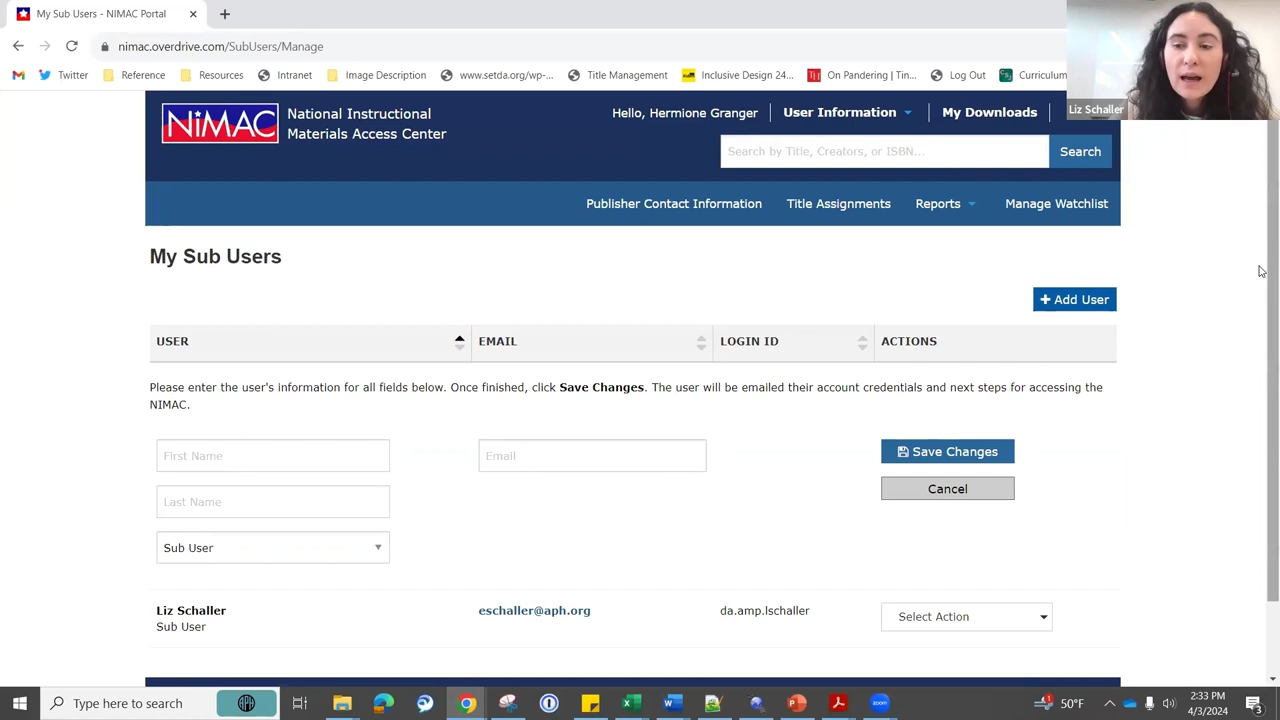 My Sub Users - NIMAC Portal
nimac.overdrive.com/SubUsers/Manage
Twitter
Reference
Resources
Intranet
Image Description
www.setda.org/wp-...
Title Management
Inclusive Design 24...
On Pandering | Tin...
Log Out
Curriculum
Liz Schaller
NIMAC
National Instructional
Materials Access Center
Hello, Hermione Granger
User Information
My Downloads
Search by Title, Creators, or ISBN...
Search
Publisher Contact Information
Title Assignments
Reports
Manage Watchlist
My Sub Users
+ Add User
USER
EMAIL
LOGIN ID
ACTIONS
Please enter the user's information for all fields below. Once finished, click Save Changes. The user will be emailed their account credentials and next steps for accessing the
NIMAC.
First Name
Email
Save Changes
Last Name
Cancel
Sub User
Liz Schaller
eschaller@aph.org
da.amp.lschaller
Select Action
Sub User
Type here to search
50°F
2:33 PM
4/3/2024